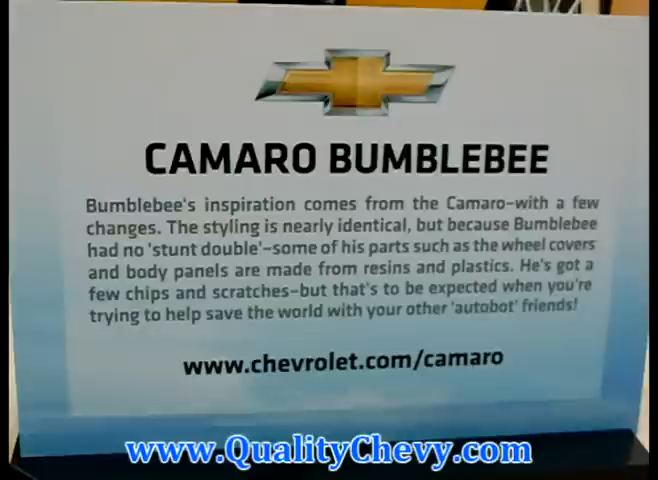 CAMARO BUMBLEBEE
Bumblebee's inspiration comes from the Camaro-with a few
changes. The styling is nearly identical, but because Bumblebee
had no 'stunt double'-some of his parts such as the wheel covers
and body panels are made from resins and plastics. He's got a
few chips and scratches-but that's to be expected when you're
trying to help save the world with your other 'autobot' friends!
www.chevrolet.com/camaro
www.QualityChevy.com